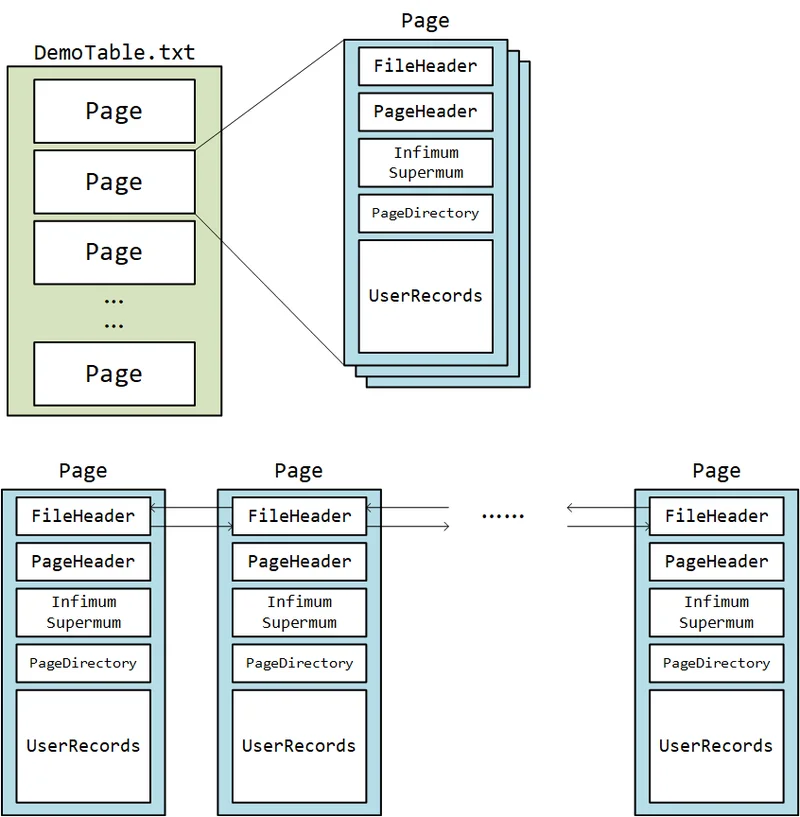 DemoTable.txt
Page
Page
Page
...
...
Page
Page
FileHeader
PageHeader
Infimum
Supermum
PageDirectory
UserRecords
Page
FileHeader
PageHeader
Infimum
Supermum
PageDirectory
UserRecords
Page
FileHeader
PageHeader
Infimum
Supermum
PageDirectory
UserRecords
......
Page
FileHeader
PageHeader
Infimum
Supermum
PageDirectory
UserRecords